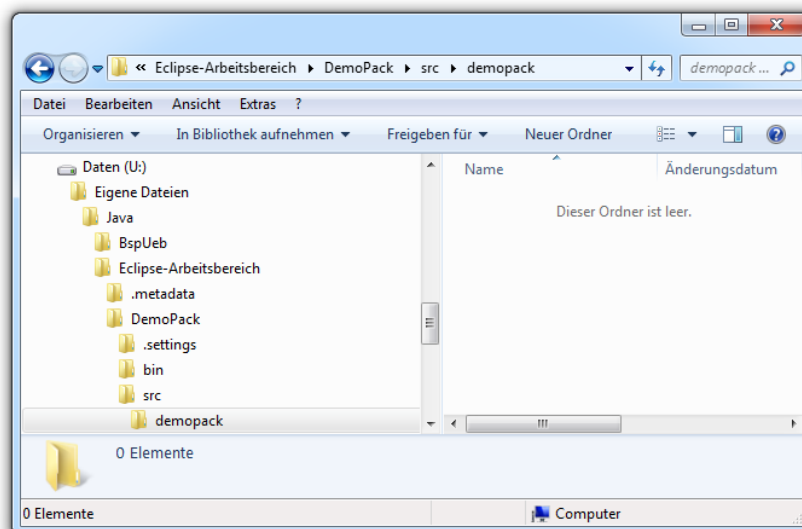 « Eclipse-Arbeitsbereich DemoPack src demopack demopack ...
Datei Bearbeiten Ansicht Extras ?
Organisieren In Bibliothek aufnehmen Freigeben für Neuer Ordner
Daten (U:)
Eigene Dateien
Java
BspUeb
Eclipse-Arbeitsbereich
.metadata
DemoPack
.settings
bin
src
demopack
Name Änderungsdatum
Dieser Ordner ist leer.
0 Elemente
0 Elemente Computer